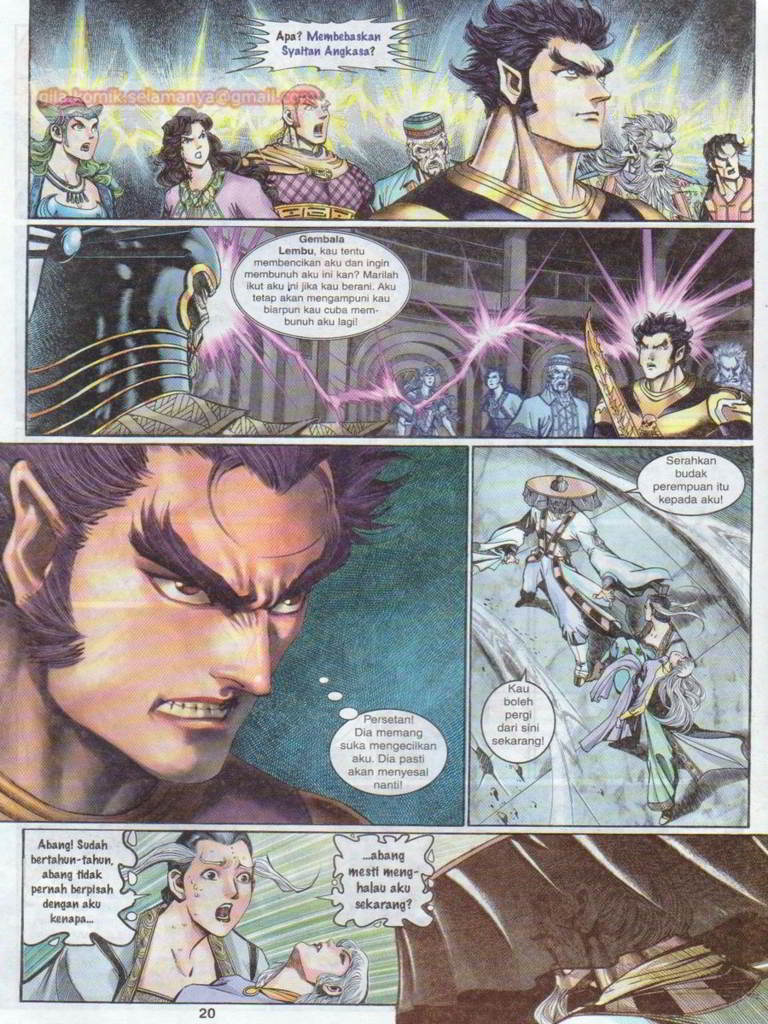 Apa? Membebaskan
Syaitan Angkasa?
gila.komik.selamanya@gmail.com
Gembala
Lembu, kau tentu
membencikan aku dan ingin
membunuh aku ini kan? Marilah
ikut aku ini jika kau berani. Aku
tetap akan mengampuni kau
biarpun kau cuba mem-
bunuh aku lagi!
Persetan!
Dia memang
suka mengecilkan
aku. Dia pasti
akan menyesal
nanti!
Serahkan
budak
perempuan itu
kepada aku!
Kau
boleh
pergi
dari sini
sekarang!
Abang! Sudah
bertahun-tahun,
abang tidak
pernah berpisah
dengan aku
kenapa...
...abang
mesti meng-
halau aku
sekarang?
20